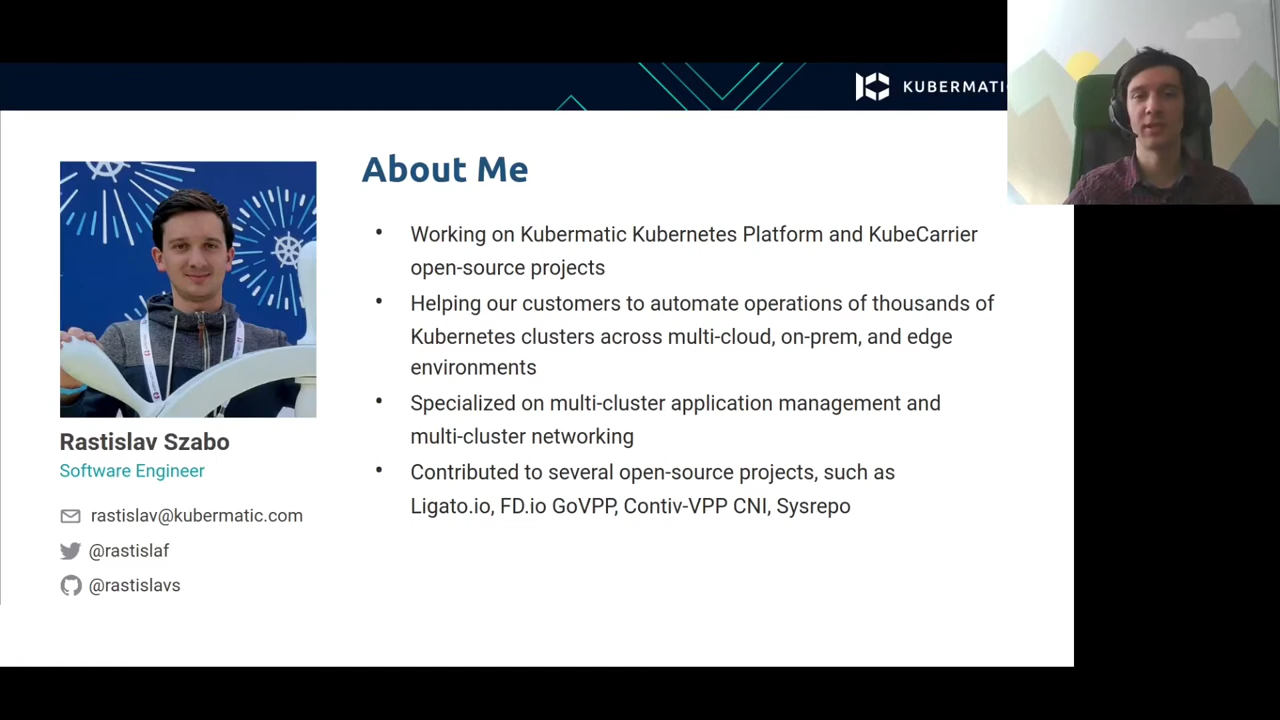 KUBERMATI
About Me
• Working on Kubermatic Kubernetes Platform and KubeCarrier
open-source projects
• Helping our customers to automate operations of thousands of
Kubernetes clusters across multi-cloud, on-prem, and edge
environments
• Specialized on multi-cluster application management and
multi-cluster networking
• Contributed to several open-source projects, such as
Ligato.io, FD.io GoVPP, Contiv-VPP CNI, Sysrepo
Rastislav Szabo
Software Engineer
rastislav@kubermatic.com
@rastislaf
@rastislavs